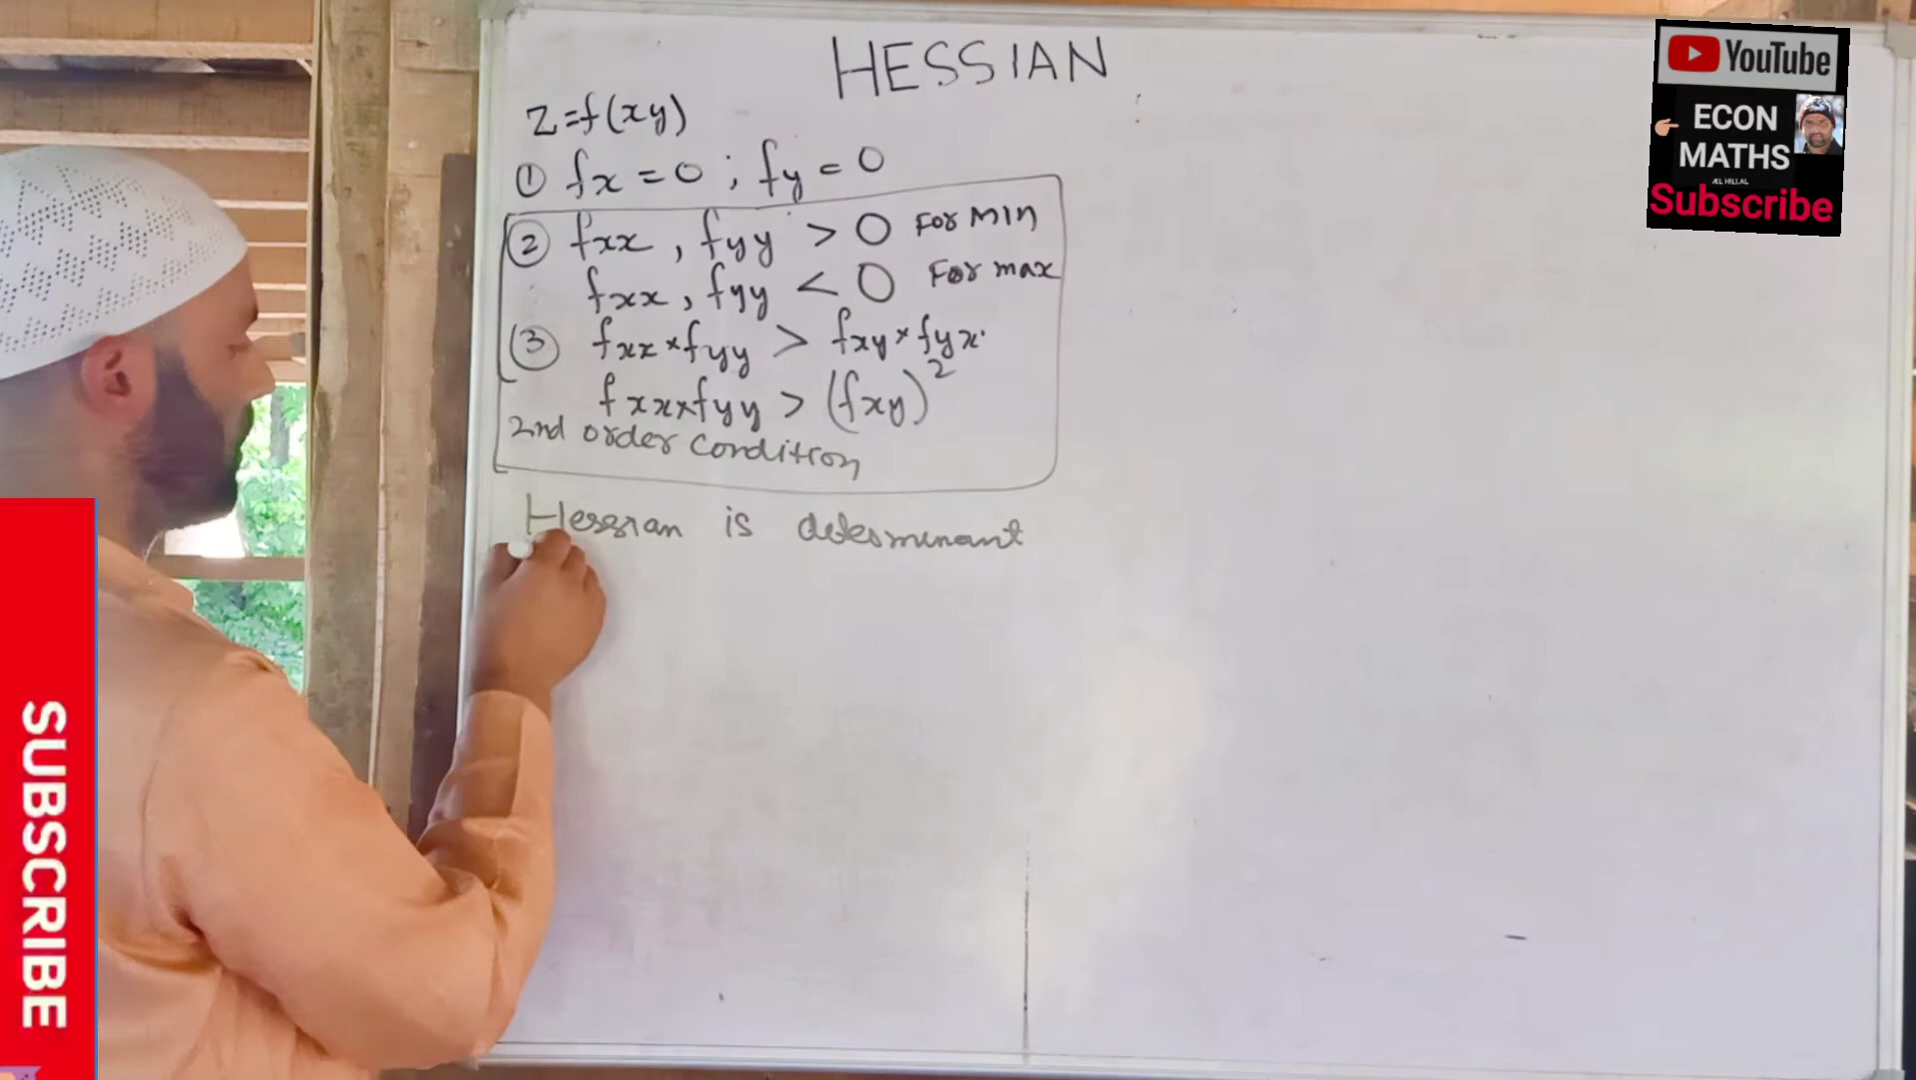 HESSIAN
z=f(xy)
① fx = 0 ; fy = 0
② fxx , fyy > 0 For Min
fxx , fyy < 0 For max
③ fxx * fyy > fxy * fyx
fxx x fyy > (fxy)²
2nd order condition
Hessian is determinant
YouTube
ECON
MATHS
ÆL HILLAL
Subscribe
SUBSCRIBE